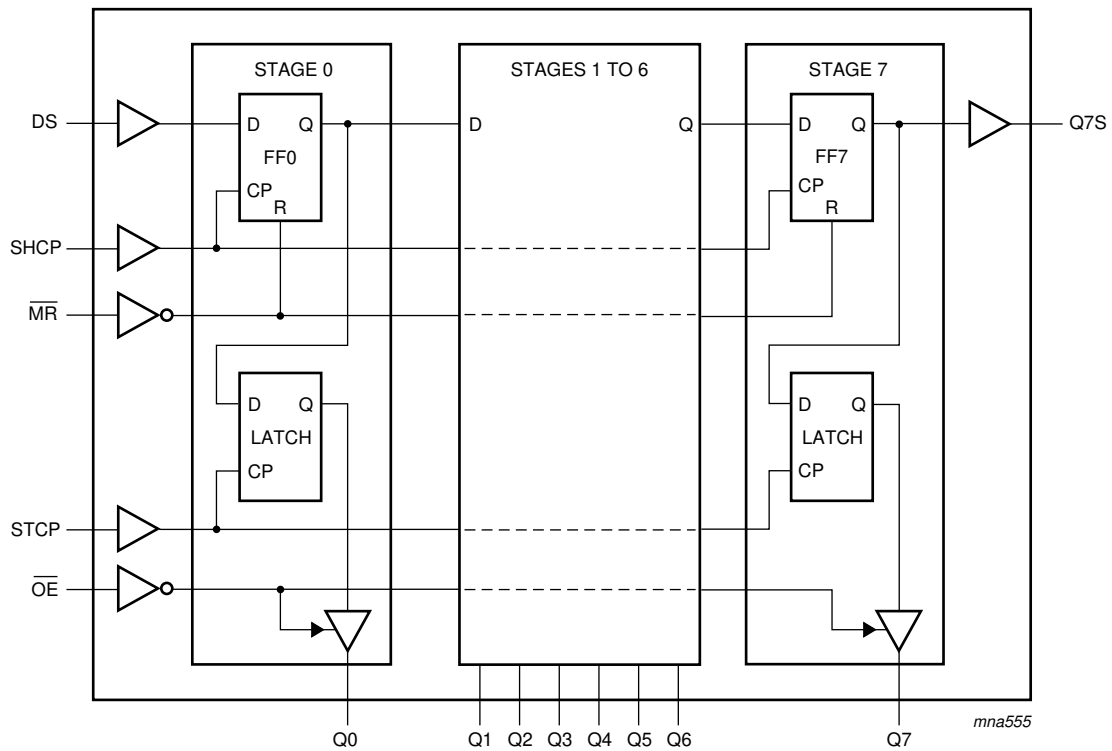 STAGE 0
STAGES 1 TO 6
STAGE 7
DS
D
Q
D
Q
D
Q
Q7S
FF0
FF7
CP
CP
R
R
SHCP
MR
D
Q
D
Q
LATCH
LATCH
CP
CP
STCP
OE
mna555
Q0
Q1
Q2
Q3
Q4
Q5
Q6
Q7